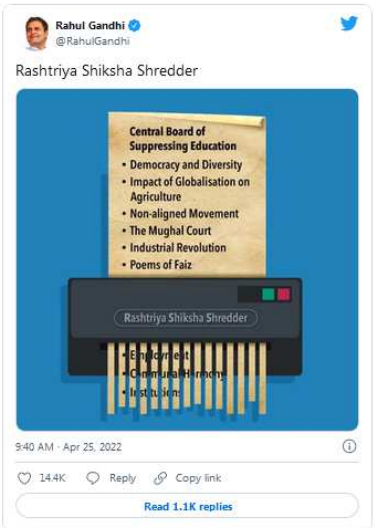 Rahul Gandhi
@RahulGandhi
Rashtriya Shiksha Shredder
Central Board of
Suppressing Education
• Democracy and Diversity
• Impact of Globalisation on
Agriculture
• Non-aligned Movement
• The Mughal Court
• Industrial Revolution
• Poems of Faiz
Rashtriya Shiksha Shredder
• Employment
• Communal Harmony
• Institutions
9:40 AM · Apr 25, 2022
14.4K Reply Copy link
Read 1.1K replies